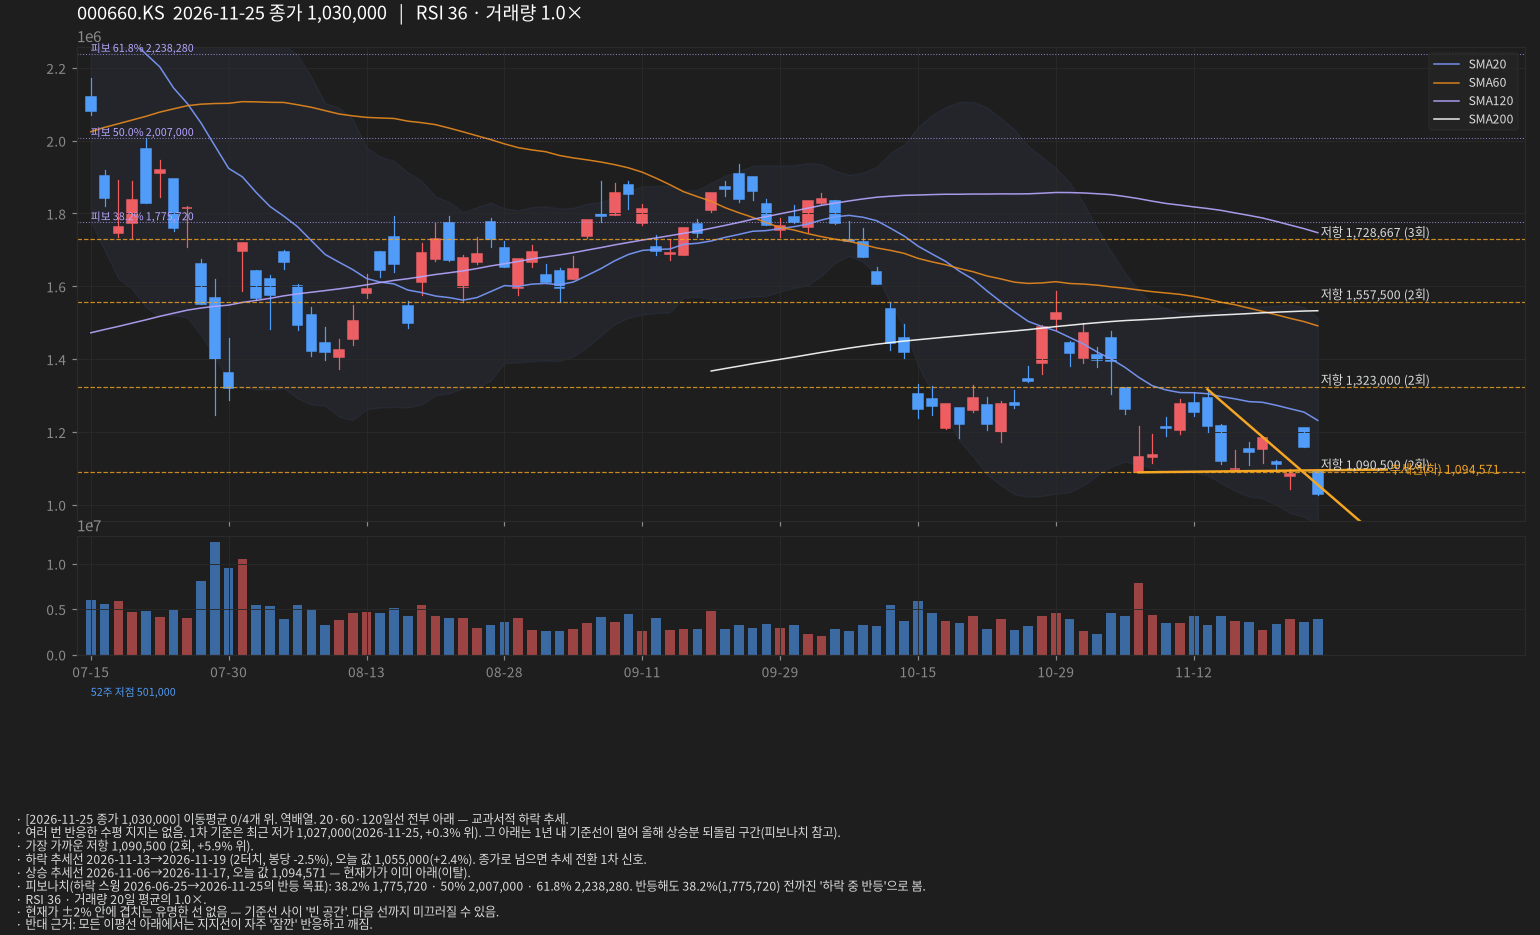 000660.KS 2026-11-25 종가 1,030,000 | RSI 36 · 거래량 1.0×
1e6
피보 61.8% 2,238,280
SMA20
SMA60
SMA120
SMA200
2.2
피보 50.0% 2,007,000
2.0
피보 38.2% 1,775,720
1.8
저항 1,728,667 (3회)
1.6
저항 1,557,500 (2회)
1.4
저항 1,323,000 (2회)
1.2
저항 1,090,500 (2회)
추세선(하) 1,094,571
1.0
1e7
1.0
0.5
0.0
07-15 07-30 08-13 08-28 09-11 09-29 10-15 10-29 11-12
52주 저점 501,000
· [2026-11-25 종가 1,030,000] 이동평균 0/4개 위. 역배열. 20·60·120일선 전부 아래 — 교과서적 하락 추세.
· 여러 번 반응한 수평 지지는 없음. 1차 기준은 최근 저가 1,027,000(2026-11-25, +0.3% 위). 그 아래는 1년 내 기준선이 멀어 올해 상승분 되돌림 구간(피보나치 참고).
· 가장 가까운 저항 1,090,500 (2회, +5.9% 위).
· 하락 추세선 2026-11-13→2026-11-19 (2터치, 봉당 -2.5%), 오늘 값 1,055,000(+2.4%). 종가로 넘으면 추세 전환 1차 신호.
· 상승 추세선 2026-11-06→2026-11-17, 오늘 값 1,094,571 — 현재가가 이미 아래(이탈).
· 피보나치(하락 스윙 2026-06-25→2026-11-25의 반등 목표): 38.2% 1,775,720 · 50% 2,007,000 · 61.8% 2,238,280. 반등해도 38.2%(1,775,720) 전까진 '하락 중 반등'으로 봄.
· RSI 36 · 거래량 20일 평균의 1.0×.
· 현재가 ±2% 안에 겹치는 유명한 선 없음 — 기준선 사이 '빈 공간'. 다음 선까지 미끄러질 수 있음.
· 반대 근거: 모든 이평선 아래에서는 지지선이 자주 '잠깐' 반응하고 깨짐.